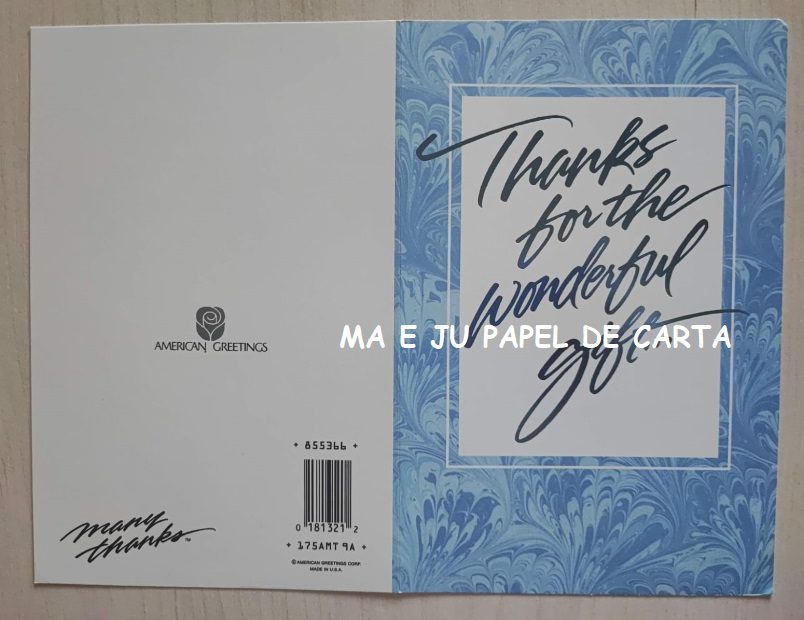 Thanks
for the
wonderful
gift.
MA E JU PAPEL DE CARTA
AMERICAN GREETINGS
+ 855366 +
0 181321 2
+ 175AMT 9A +
© AMERICAN GREETINGS CORP.
MADE IN U.S.A.
many
thanks™